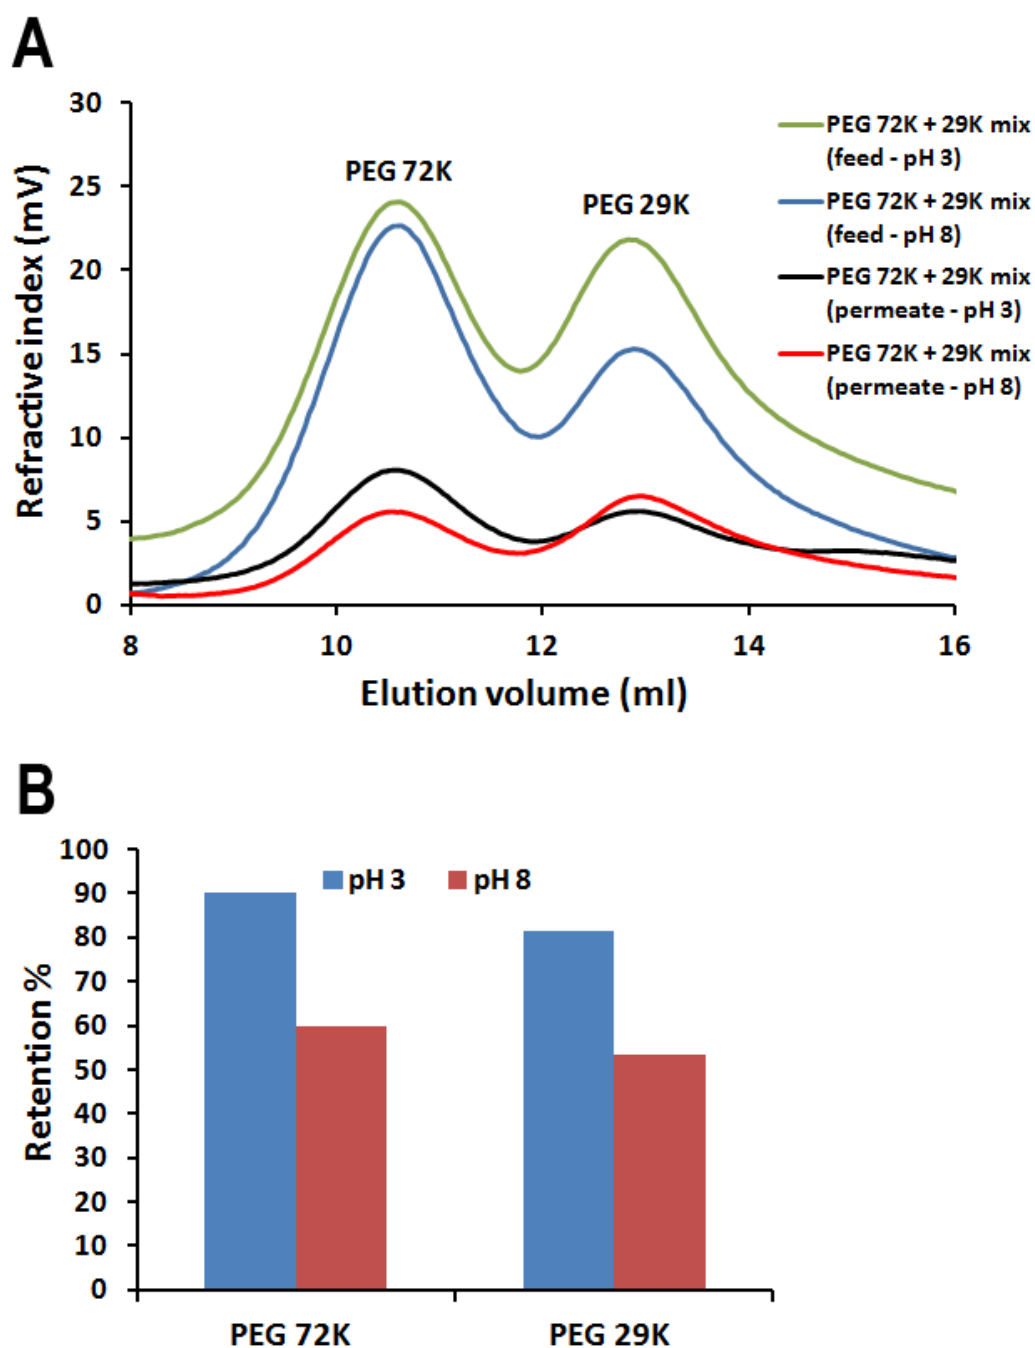 A
30
25
20
15
10
5
0
Refractive index (mV)
PEG 72K
PEG 29K
PEG 72K + 29K mix
(feed - pH 3)
PEG 72K + 29K mix
(feed - pH 8)
PEG 72K + 29K mix
(permeate - pH 3)
PEG 72K + 29K mix
(permeate - pH 8)
8 10 12 14 16
Elution volume (ml)
B
100
90
80
70
60
50
40
30
20
10
0
Retention %
pH 3 pH 8
PEG 72K PEG 29K